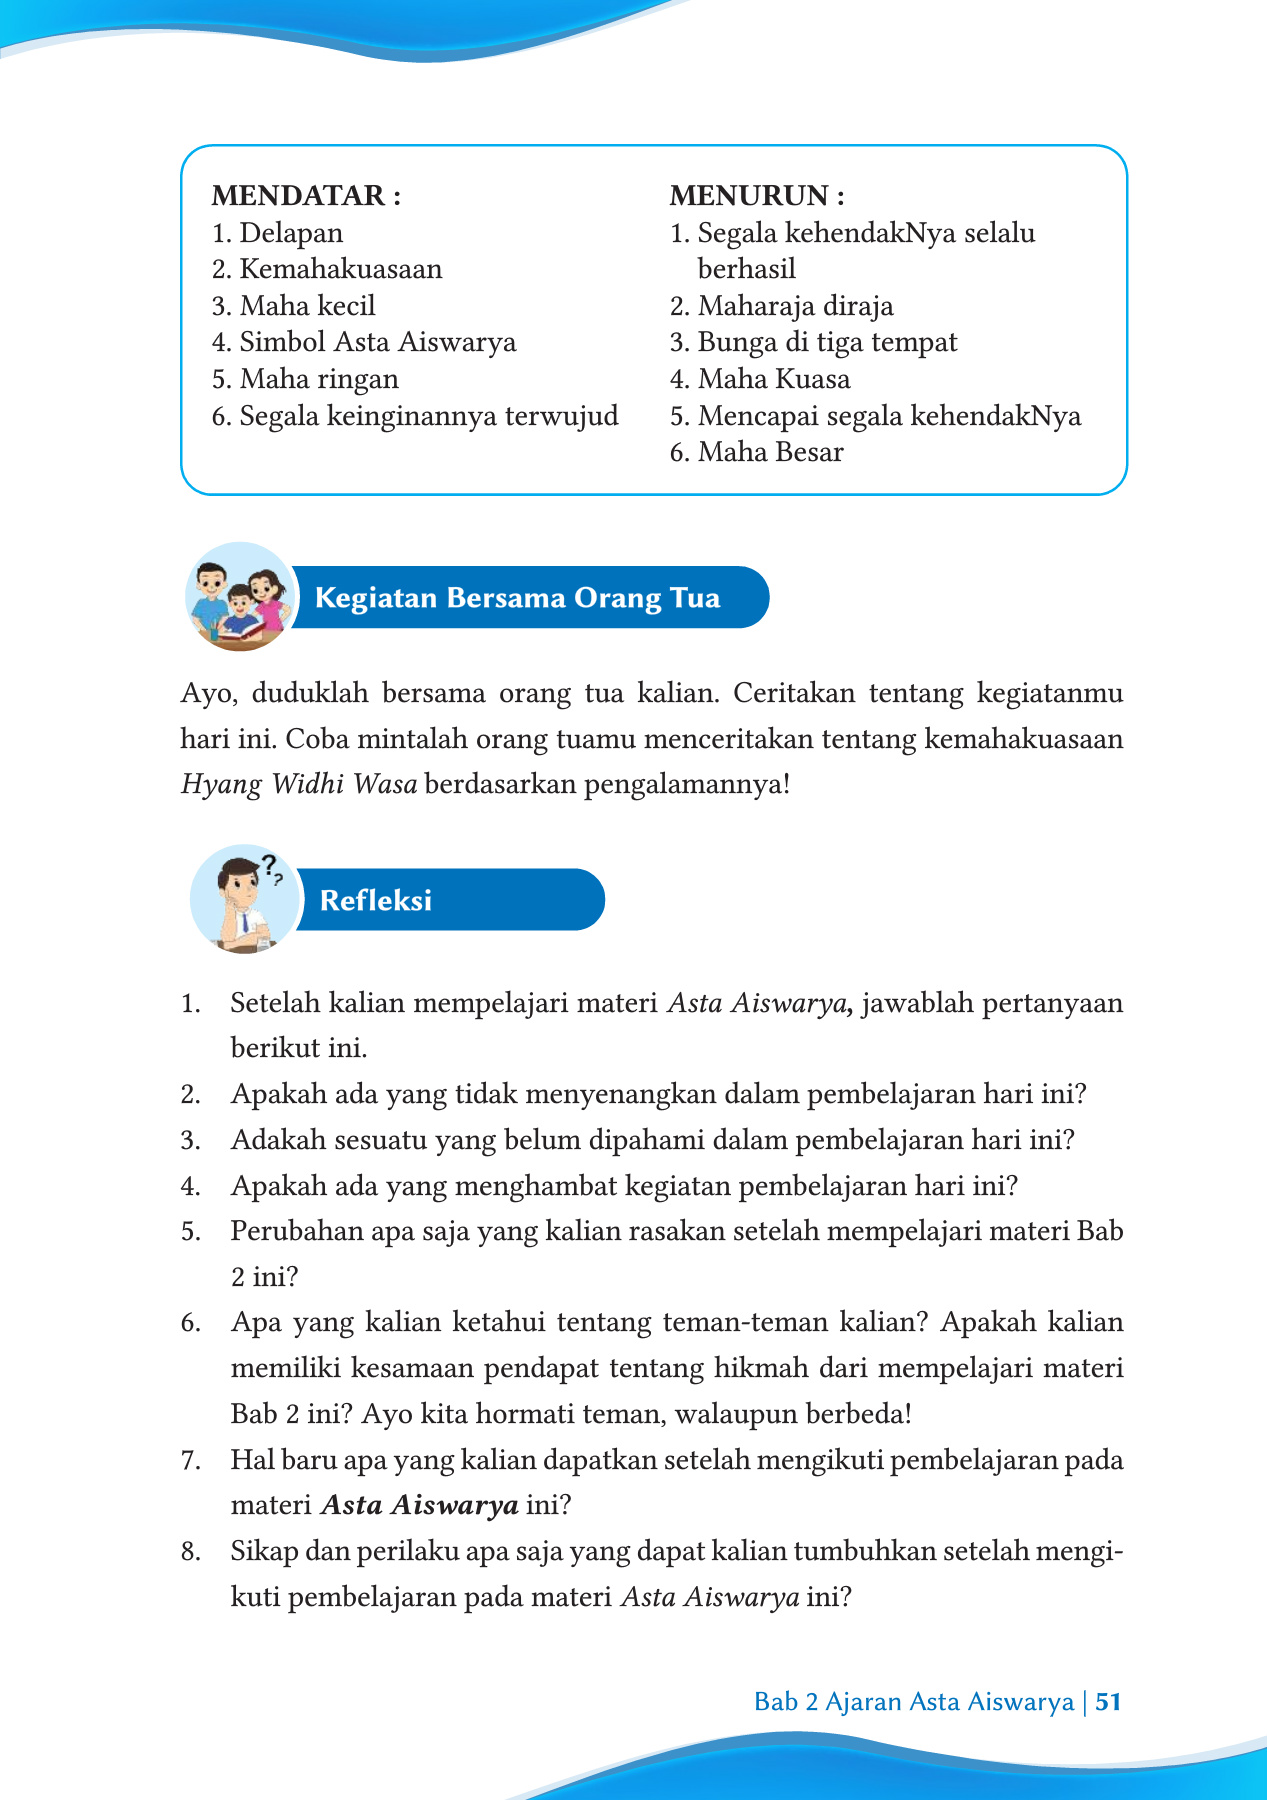 MENDATAR :
1. Delapan
2. Kemahakuasaan
3. Maha kecil
4. Simbol Asta Aiswarya
5. Maha ringan
6. Segala keinginannya terwujud
MENURUN :
1. Segala kehendakNya selalu
berhasil
2. Maharaja diraja
3. Bunga di tiga tempat
4. Maha Kuasa
5. Mencapai segala kehendakNya
6. Maha Besar
Kegiatan Bersama Orang Tua
Ayo, duduklah bersama orang tua kalian. Ceritakan tentang kegiatanmu
hari ini. Coba mintalah orang tuamu menceritakan tentang kemahakuasaan
Hyang Widhi Wasa berdasarkan pengalamannya!
? ?
Refleksi
1. Setelah kalian mempelajari materi Asta Aiswarya, jawablah pertanyaan
berikut ini.
2. Apakah ada yang tidak menyenangkan dalam pembelajaran hari ini?
3. Adakah sesuatu yang belum dipahami dalam pembelajaran hari ini?
4. Apakah ada yang menghambat kegiatan pembelajaran hari ini?
5. Perubahan apa saja yang kalian rasakan setelah mempelajari materi Bab
2 ini?
6. Apa yang kalian ketahui tentang teman-teman kalian? Apakah kalian
memiliki kesamaan pendapat tentang hikmah dari mempelajari materi
Bab 2 ini? Ayo kita hormati teman, walaupun berbeda!
7. Hal baru apa yang kalian dapatkan setelah mengikuti pembelajaran pada
materi Asta Aiswarya ini?
8. Sikap dan perilaku apa saja yang dapat kalian tumbuhkan setelah mengi-
kuti pembelajaran pada materi Asta Aiswarya ini?
Bab 2 Ajaran Asta Aiswarya | 51